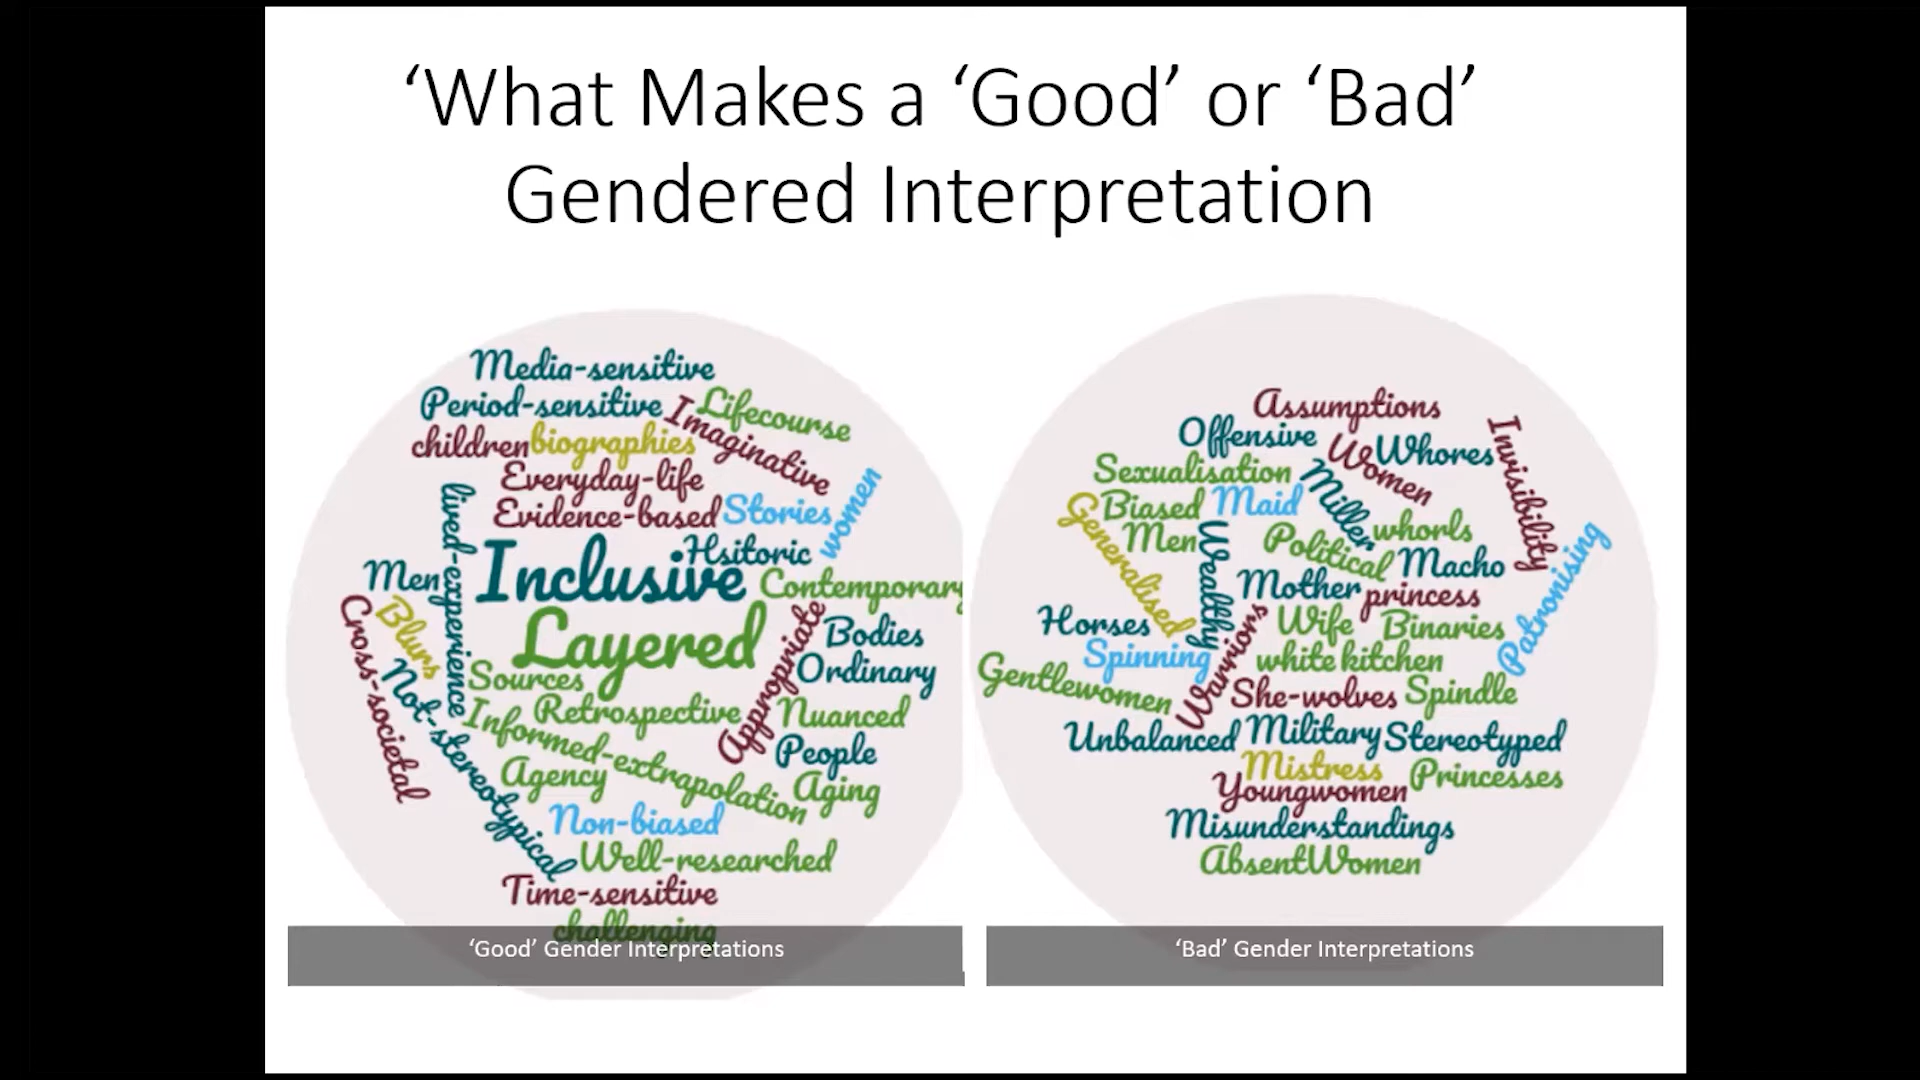 ‘What Makes a ‘Good’ or ‘Bad’
Gendered Interpretation
Media-sensitive
Period-sensitive
Lifecourse
Imaginative
children
biographies
Everyday-life
Evidence-based
Stories
women
lived-experience
Hsitoric
Inclusive
Men
Contemporary
Layered
Cross-societal
Blurs
Not-stereotypical
Appropriate
Bodies
Ordinary
Sources
Retrospective
Nuanced
Informed-extrapolation
People
Agency
Aging
Non-biased
Well-researched
Time-sensitive
challenging
‘Good’ Gender Interpretations
Assumptions
Offensive
Women
Whores
Invisibility
Sexualisation
Miller
Biased
Maid
Generalised
Men
Wealthy
Political
whorls
Macho
Patronising
Mother
princess
Horses
Wife
Binaries
Spinning
Warriors
white kitchen
Gentlewomen
She-wolves
Spindle
Unbalanced
Military
Stereotyped
Mistress
Princesses
Youngwomen
Misunderstandings
AbsentWomen
‘Bad’ Gender Interpretations